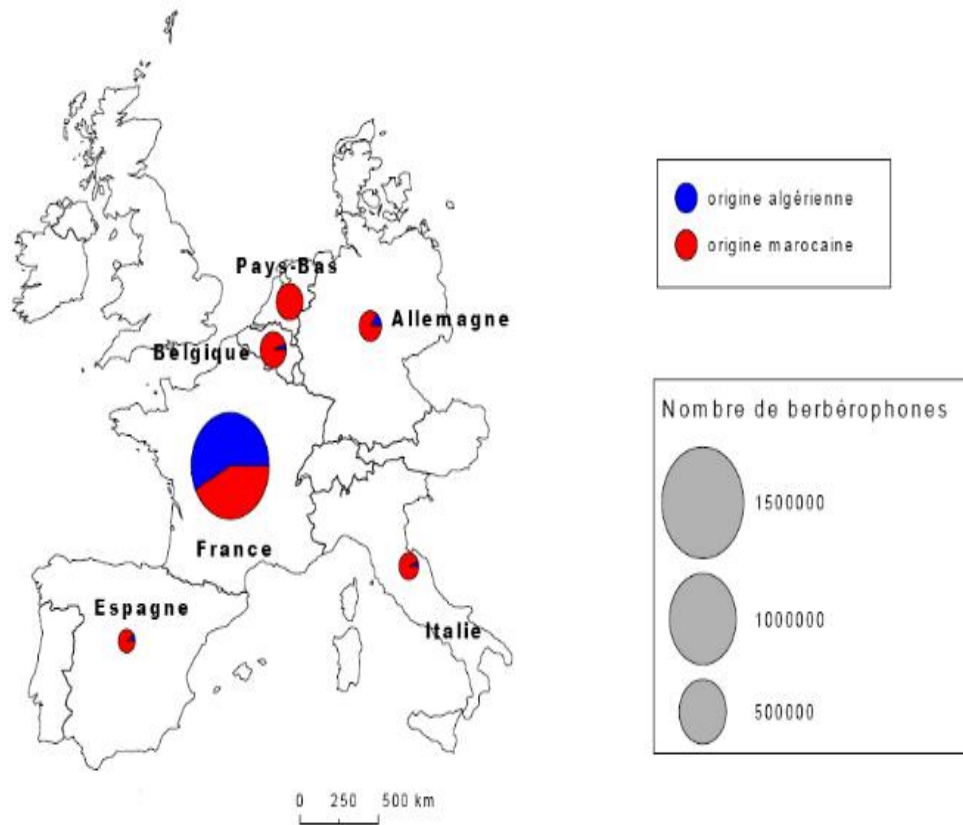 origine algérienne
origine marocaine
Pays-Bas
Allemagne
Belgique
France
Espagne
Italie
Nombre de berbérophones
1500000
1000000
500000
0 250 500 km